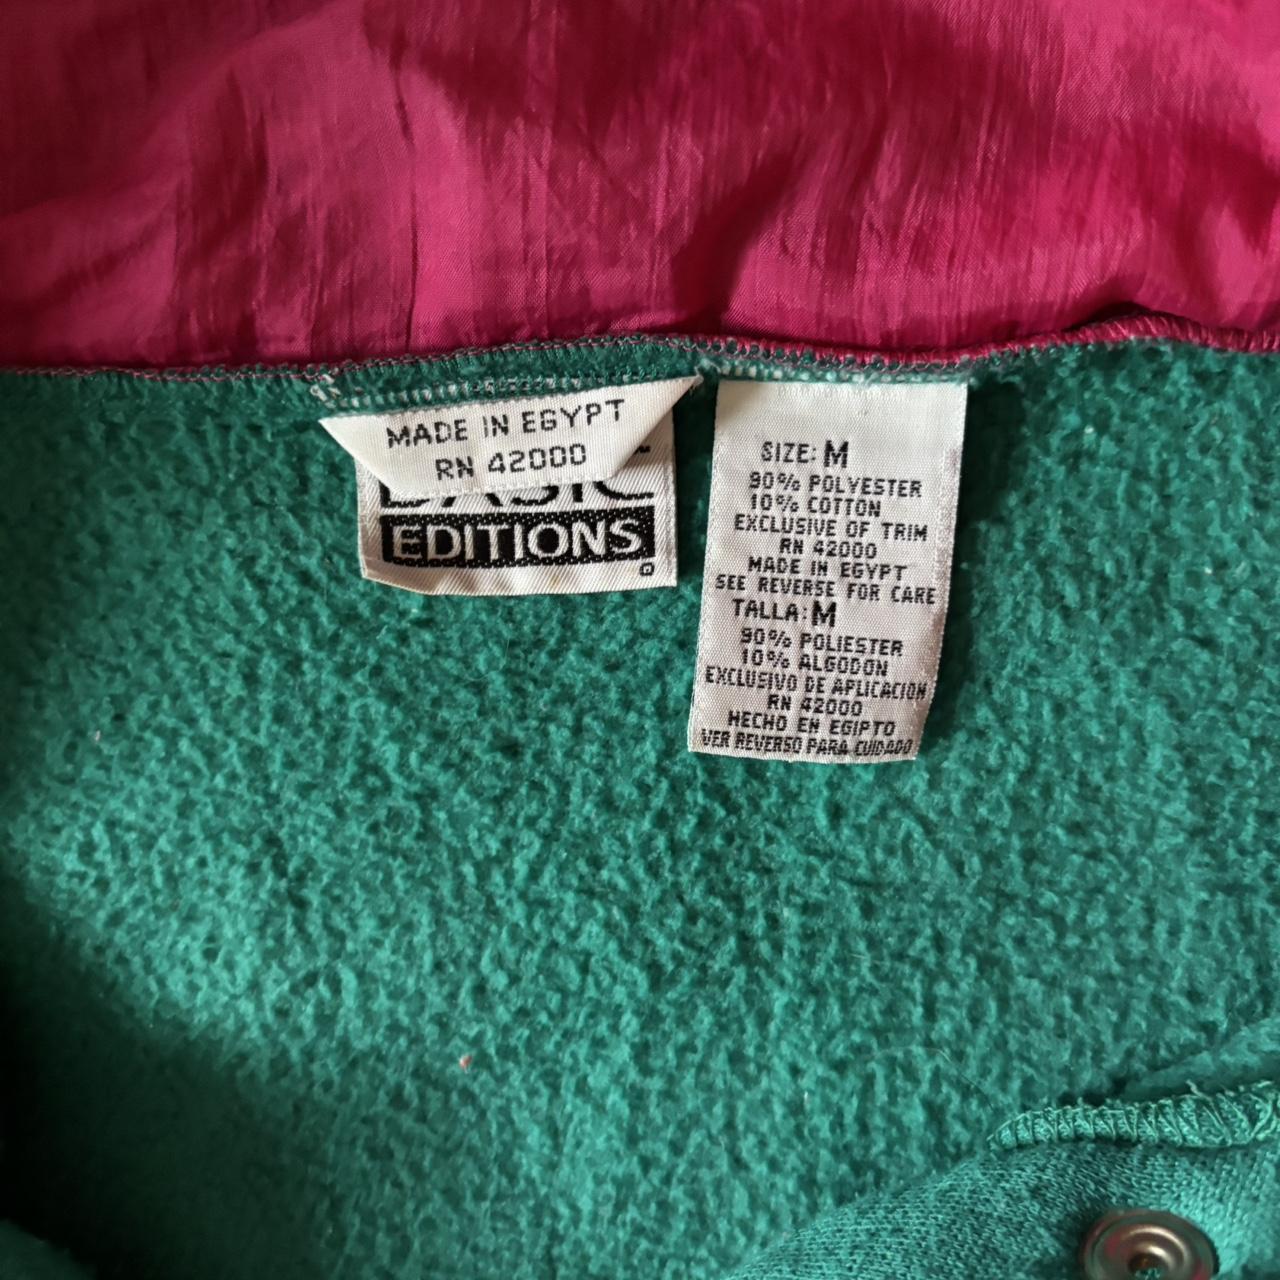 MADE IN EGYPT
RN 42000
BASIC
EDITIONS
SIZE: M
90% POLYESTER
10% COTTON
EXCLUSIVE OF TRIM
RN 42000
MADE IN EGYPT
SEE REVERSE FOR CARE
TALLA: M
90% POLIESTER
10% ALGODON
EXCLUSIVO DE APLICACION
RN 42000
HECHO EN EGIPTO
VER REVERSO PARA CUIDADO